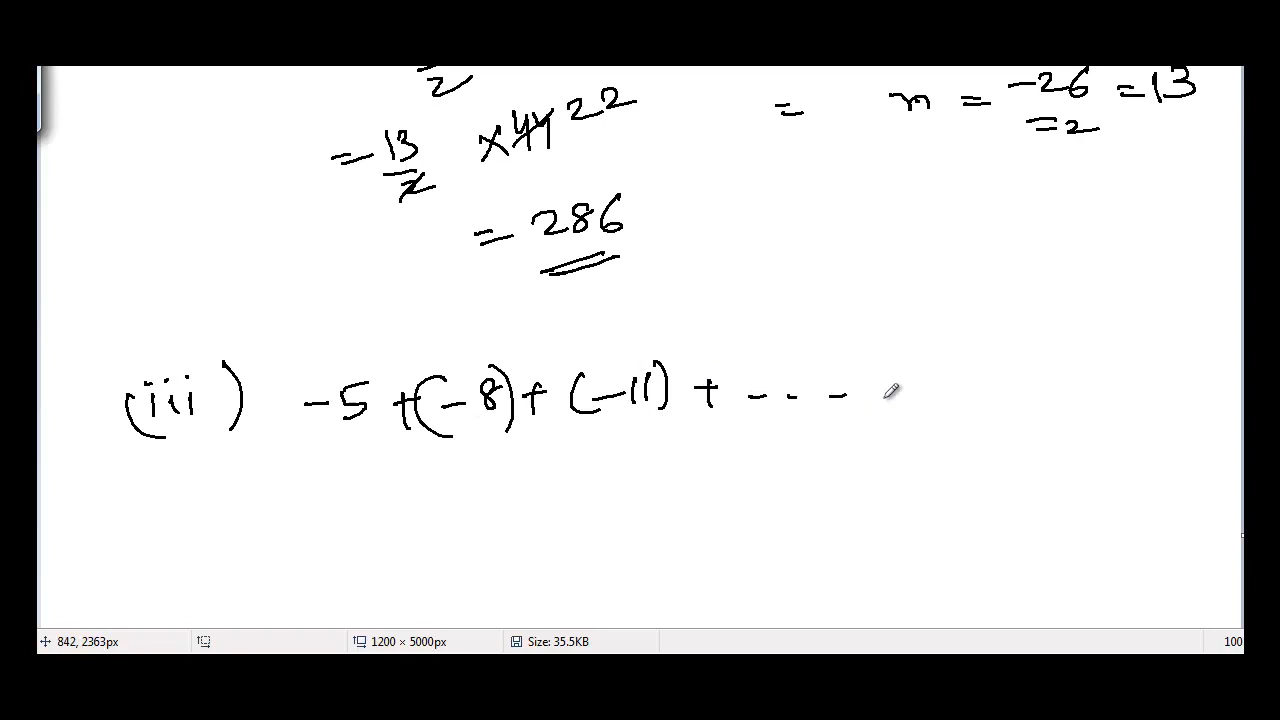 2
= 13/2 × 44 22
= n = -26/=2 = 13
= 286
(iii) -5 + (-8) + (-11) + - - -
842, 2363px 1200 × 5000px Size: 35.5KB 100